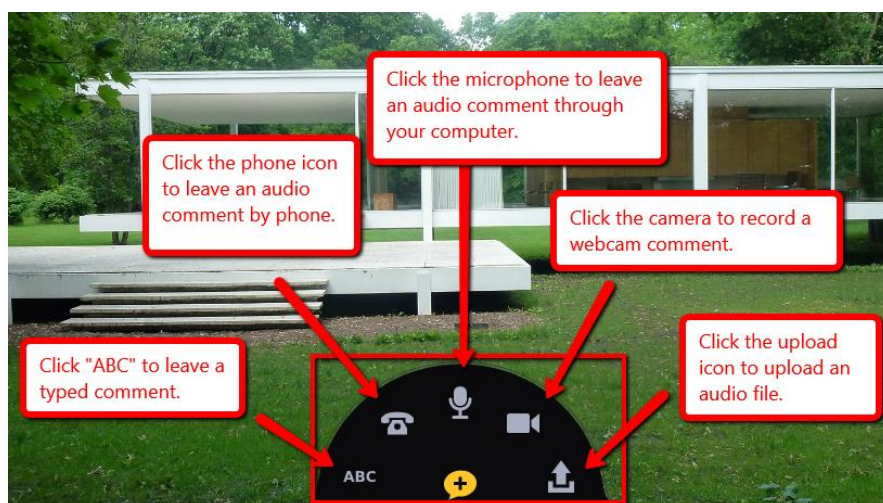 Click the microphone to leave
an audio comment through
your computer.
Click the phone icon
to leave an audio
comment by phone.
Click the camera to record a
webcam comment.
Click "ABC" to leave a
typed comment.
Click the upload
icon to upload an
audio file.
ABC